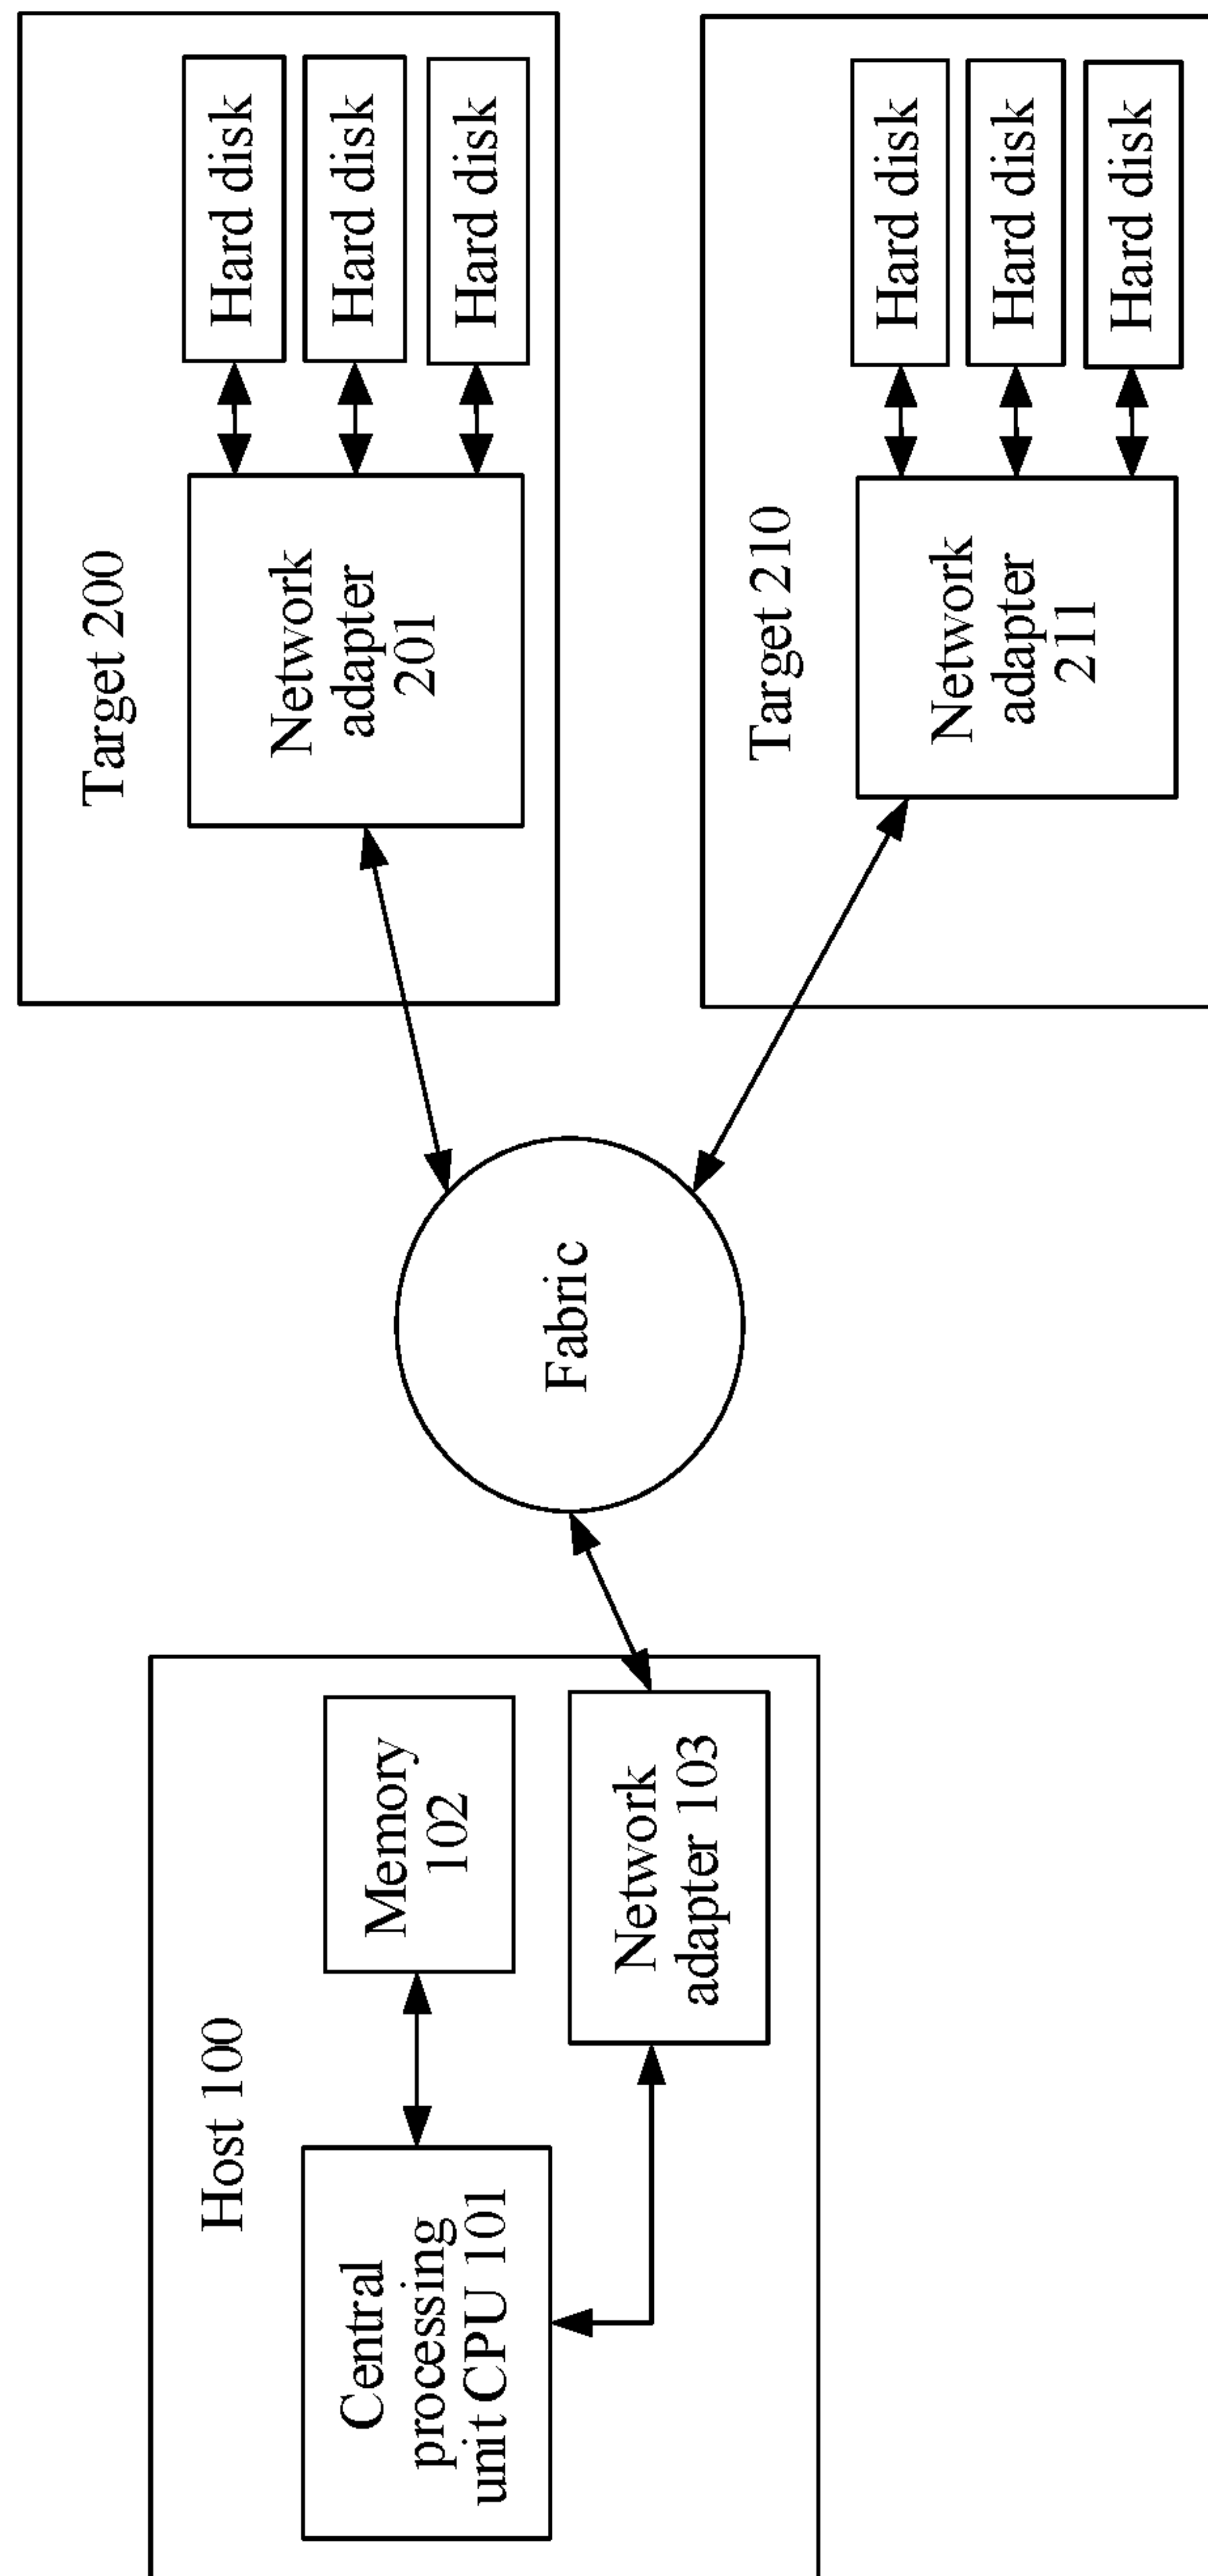 Host 100
Central
processing
unit CPU 101
Memory
102
Network
adapter 103
Fabric
Target 200
Network
adapter
201
Hard disk
Hard disk
Hard disk
Target 210
Network
adapter
211
Hard disk
Hard disk
Hard disk